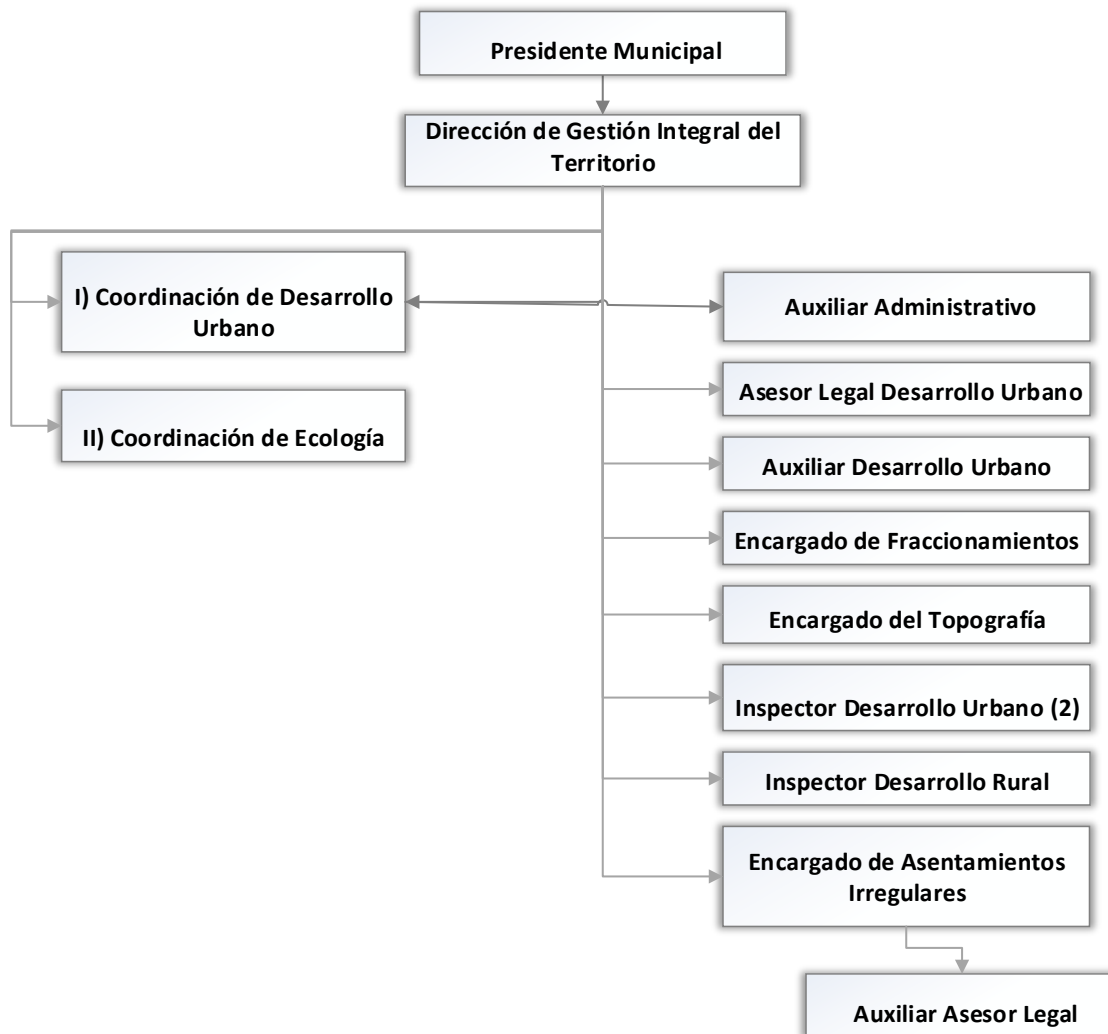 Presidente Municipal
Dirección de Gestión Integral del
Territorio
I) Coordinación de Desarrollo
Urbano
II) Coordinación de Ecología
Auxiliar Administrativo
Asesor Legal Desarrollo Urbano
Auxiliar Desarrollo Urbano
Encargado de Fraccionamientos
Encargado del Topografía
Inspector Desarrollo Urbano (2)
Inspector Desarrollo Rural
Encargado de Asentamientos
Irregulares
Auxiliar Asesor Legal